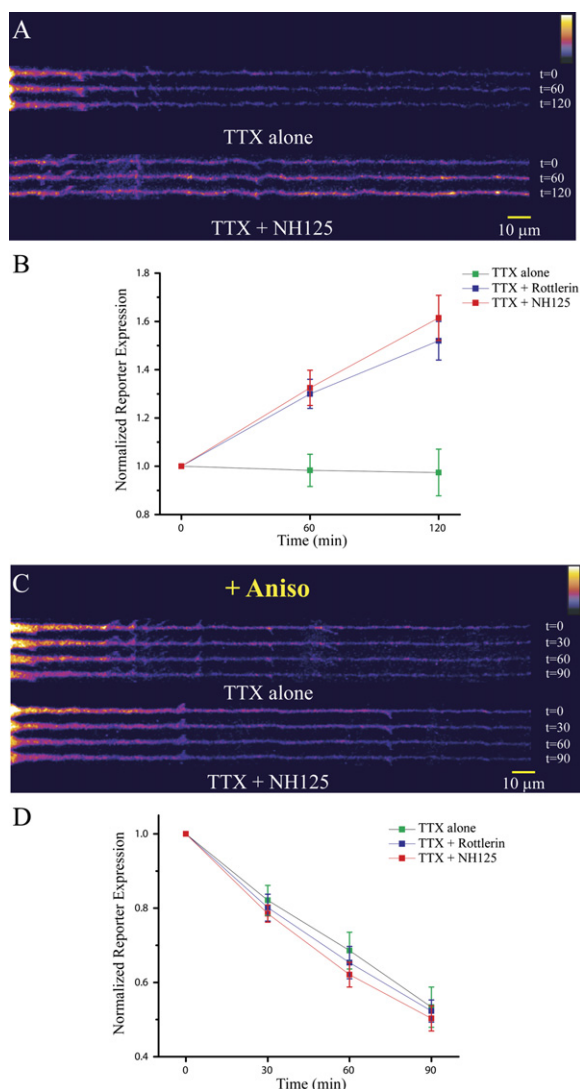 A
t=0
t=60
t=120
TTX alone
t=0
t=60
t=120
TTX + NH125
10 μm
B
TTX alone
TTX + Rottlerin
TTX + NH125
Normalized Reporter Expression
1.8
1.6
1.4
1.2
1.0
0.8
0
60
120
Time (min)
C
+ Aniso
t=0
t=30
t=60
t=90
TTX alone
t=0
t=30
t=60
t=90
TTX + NH125
10 μm
D
TTX alone
TTX + Rottlerin
TTX + NH125
Normalized Reporter Expression
1.0
0.8
0.6
0.4
0
30
60
90
Time (min)